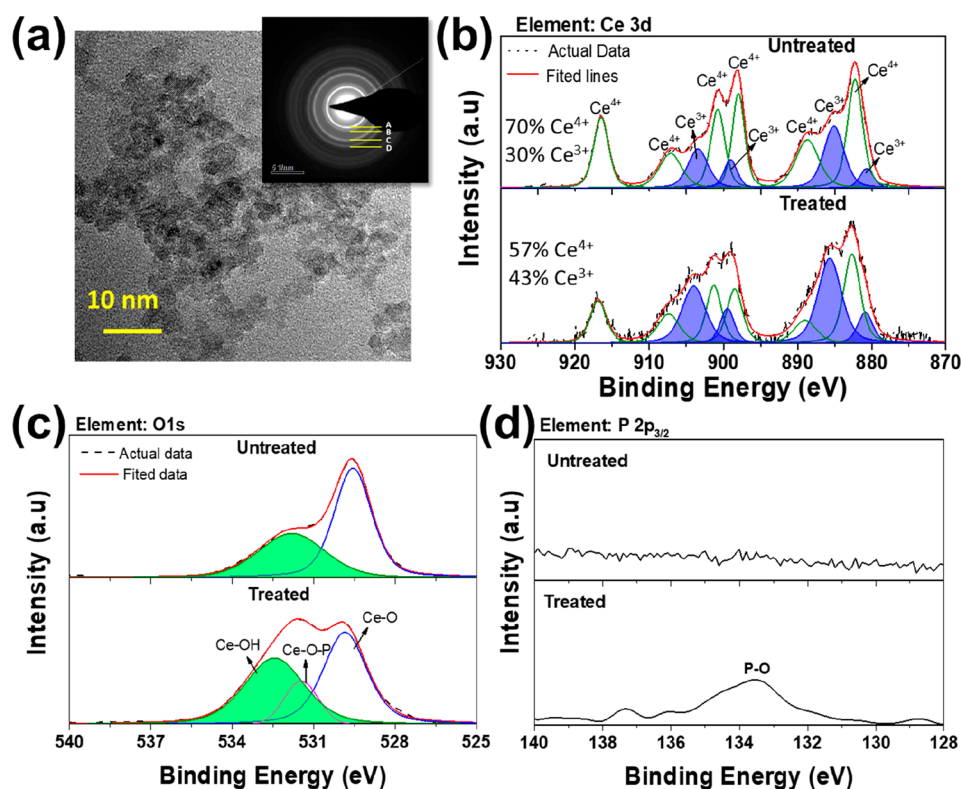 (a)
A
B
C
D
10 nm
(b)
Element: Ce 3d
Actual Data
Fited lines
Untreated
Ce4+
Ce4+
Ce4+
Ce4+
Ce3+
Ce4+
Ce3+
Ce3+
Ce4+
Ce3+
70% Ce4+
30% Ce3+
Treated
57% Ce4+
43% Ce3+
Intensity (a.u)
930 920 910 900 890 880 870
Binding Energy (eV)
(c)
Element: O1s
Untreated
Actual data
Fited data
Treated
Ce-OH
Ce-O-P
Ce-O
Intensity (a.u)
540 537 534 531 528 525
Binding Energy (eV)
(d)
Element: P 2p3/2
Untreated
Treated
P-O
Intensity (a.u)
140 138 136 134 132 130 128
Binding Energy (eV)